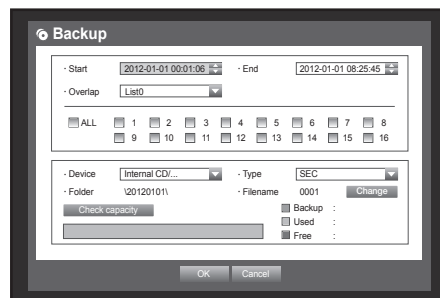 Backup
· Start 2012-01-01 00:01:06 · End 2012-01-01 08:25:45
· Overlap List0
ALL 1 2 3 4 5 6 7 8
9 10 11 12 13 14 15 16
· Device Internal CD/... · Type SEC
· Folder \20120101\ · Filename 0001 Change
Check capacity Backup :
Used :
Free :
OK Cancel